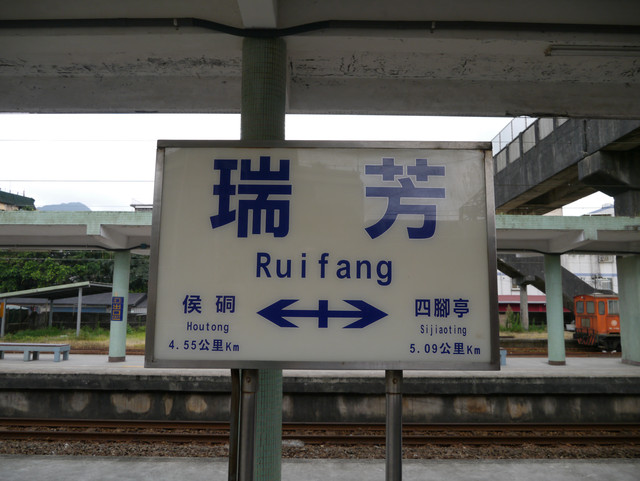 瑞芳
Ruifang
侯硐 四腳亭
Houtong Sijiaoting
4.55公里Km 5.09公里Km